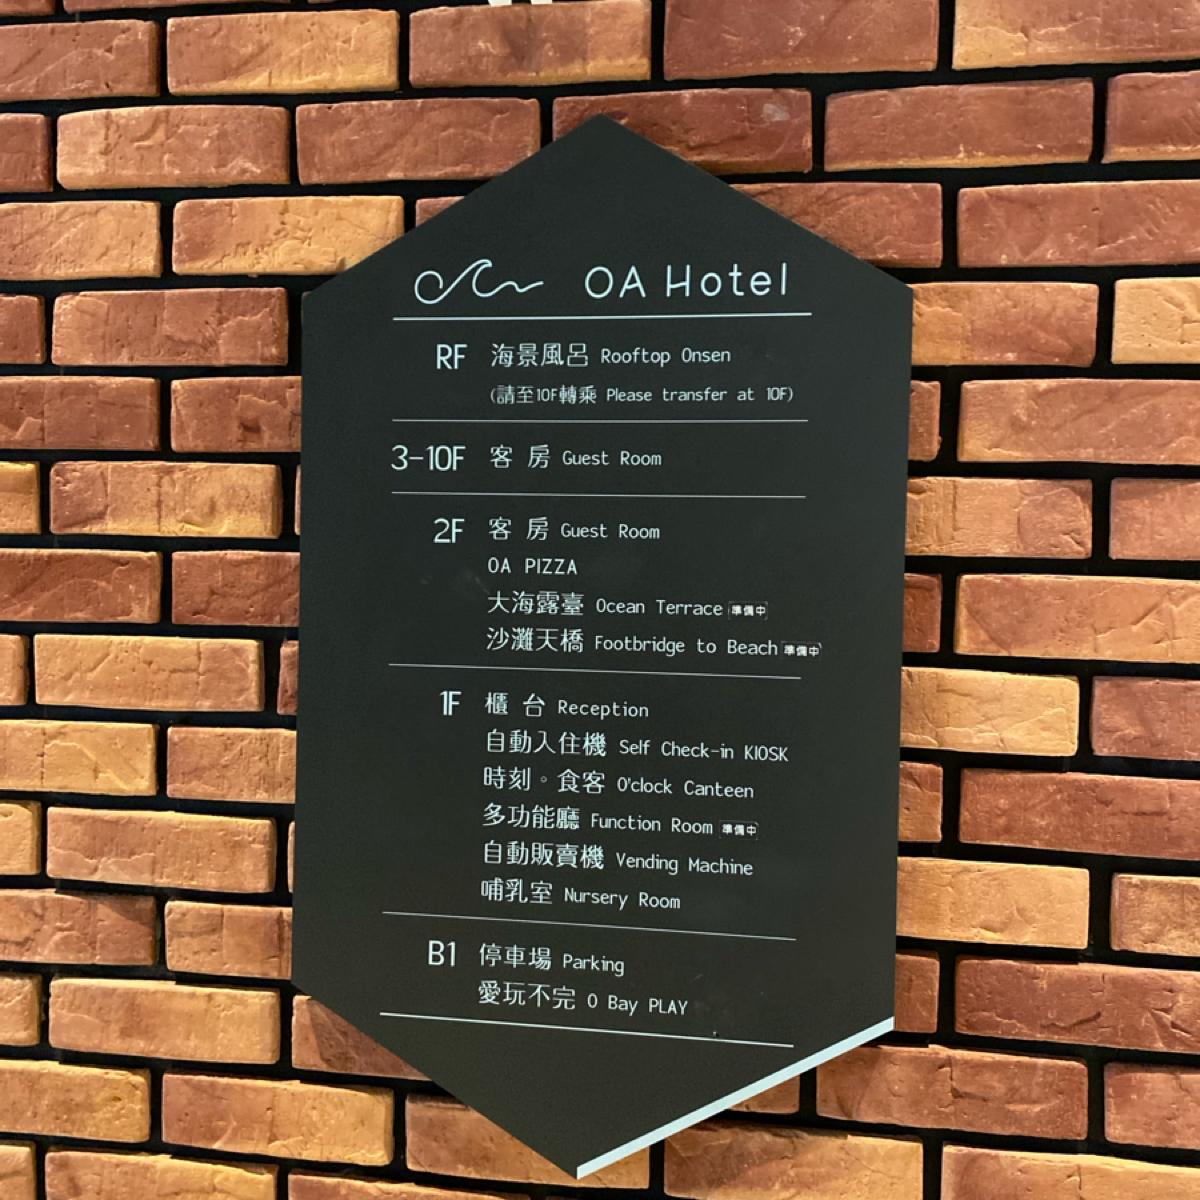 OA Hotel
RF 海景風呂 Rooftop Onsen
(請至10F轉乘 Please transfer at 10F)
3-10F 客 房 Guest Room
2F 客 房 Guest Room
OA PIZZA
大海露臺 Ocean Terrace 準備中
沙灘天橋 Footbridge to Beach 準備中
1F 櫃 台 Reception
自動入住機 Self Check-in KIOSK
時刻。食客 O'clock Canteen
多功能廳 Function Room 準備中
自動販賣機 Vending Machine
哺乳室 Nursery Room
B1 停車場 Parking
愛玩不完 O Bay PLAY